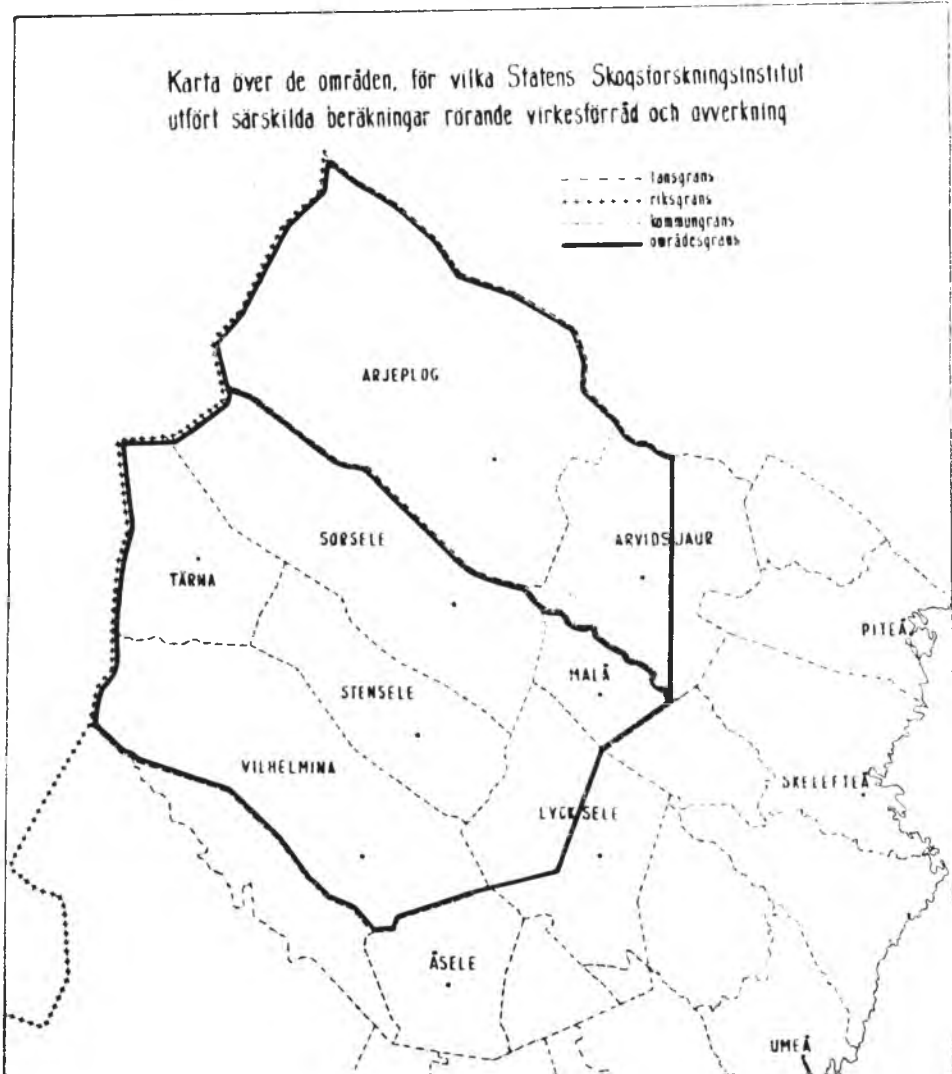 Karta över de områden, för vilka Statens Skogsforskningsinstitut
utfört särskilda beräkningar rörande virkesförråd och avverkning
länsgräns
riksgräns
kommungräns
områdesgräns
ARJEPLOG
SORSELE
ARVIDSJAUR
TÄRNA
PITEÅ
MALÅ
STENSELE
VILHELMINA
SKELEFTEÅ
LYCKSELE
ÅSELE
UMEÅ